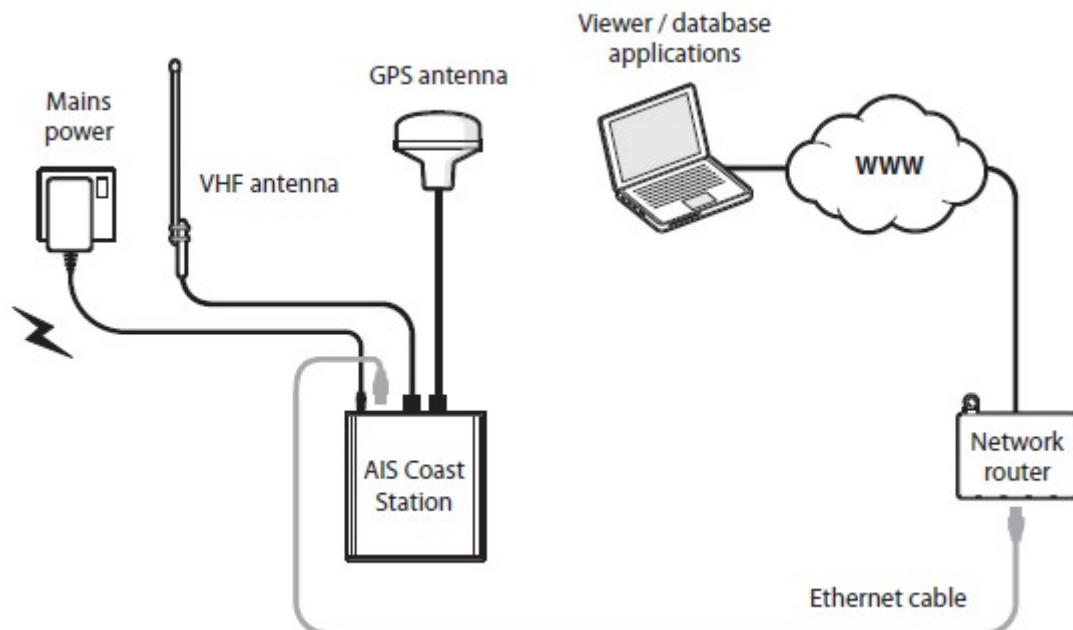 Viewer / database
applications
GPS antenna
Mains
power
VHF antenna
WWW
AIS Coast
Station
Network
router
Ethernet cable